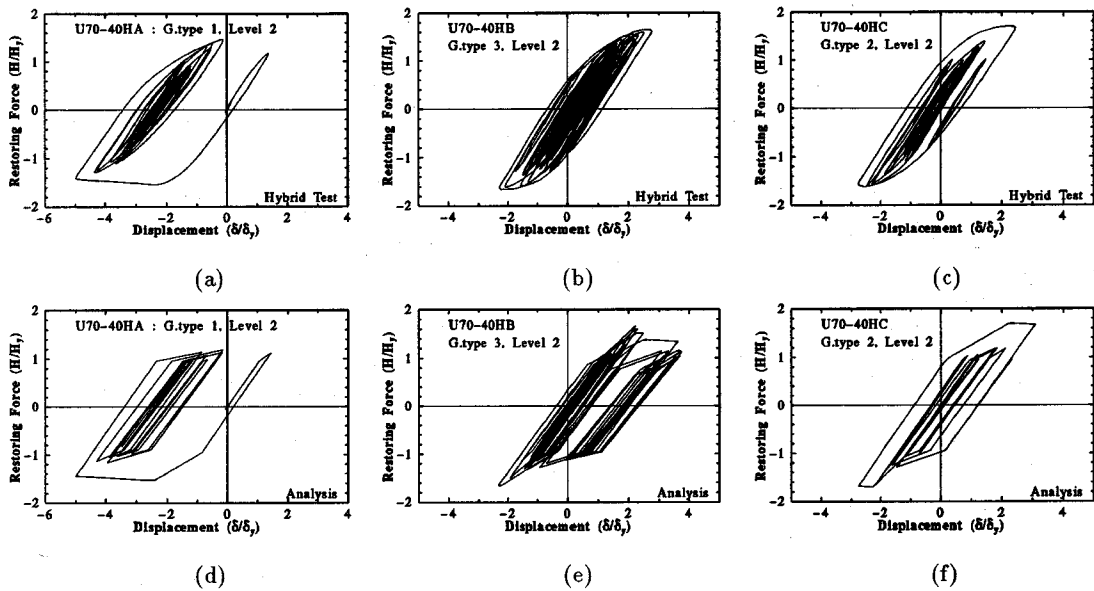 U70-40HA : G.type 1, Level 2
Restoring Force (H/Hy)
2
1
0
−1
−2
−6
−4
−2
0
2
4
Hybrid Test
Displacement (δ/δy)
(a)
U70-40HB
G.type 3, Level 2
Restoring Force (H/Hy)
2
1
0
−1
−2
−4
−2
0
2
4
Hybrid Test
Displacement (δ/δy)
(b)
U70-40HC
G.type 2, Level 2
Restoring Force (H/Hy)
2
1
0
−1
−2
−4
−2
0
2
4
Hybrid Test
Displacement (δ/δy)
(c)
U70-40HA : G.type 1, Level 2
Restoring Force (H/Hy)
2
1
0
−1
−2
−6
−4
−2
0
2
4
Analysis
Displacement (δ/δy)
(d)
U70-40HB
G.type 3, Level 2
Restoring Force (H/Hy)
2
1
0
−1
−2
−4
−2
0
2
4
Analysis
Displacement (δ/δy)
(e)
U70-40HC
G.type 2, Level 2
Restoring Force (H/Hy)
2
1
0
−1
−2
−4
−2
0
2
4
Analysis
Displacement (δ/δy)
(f)